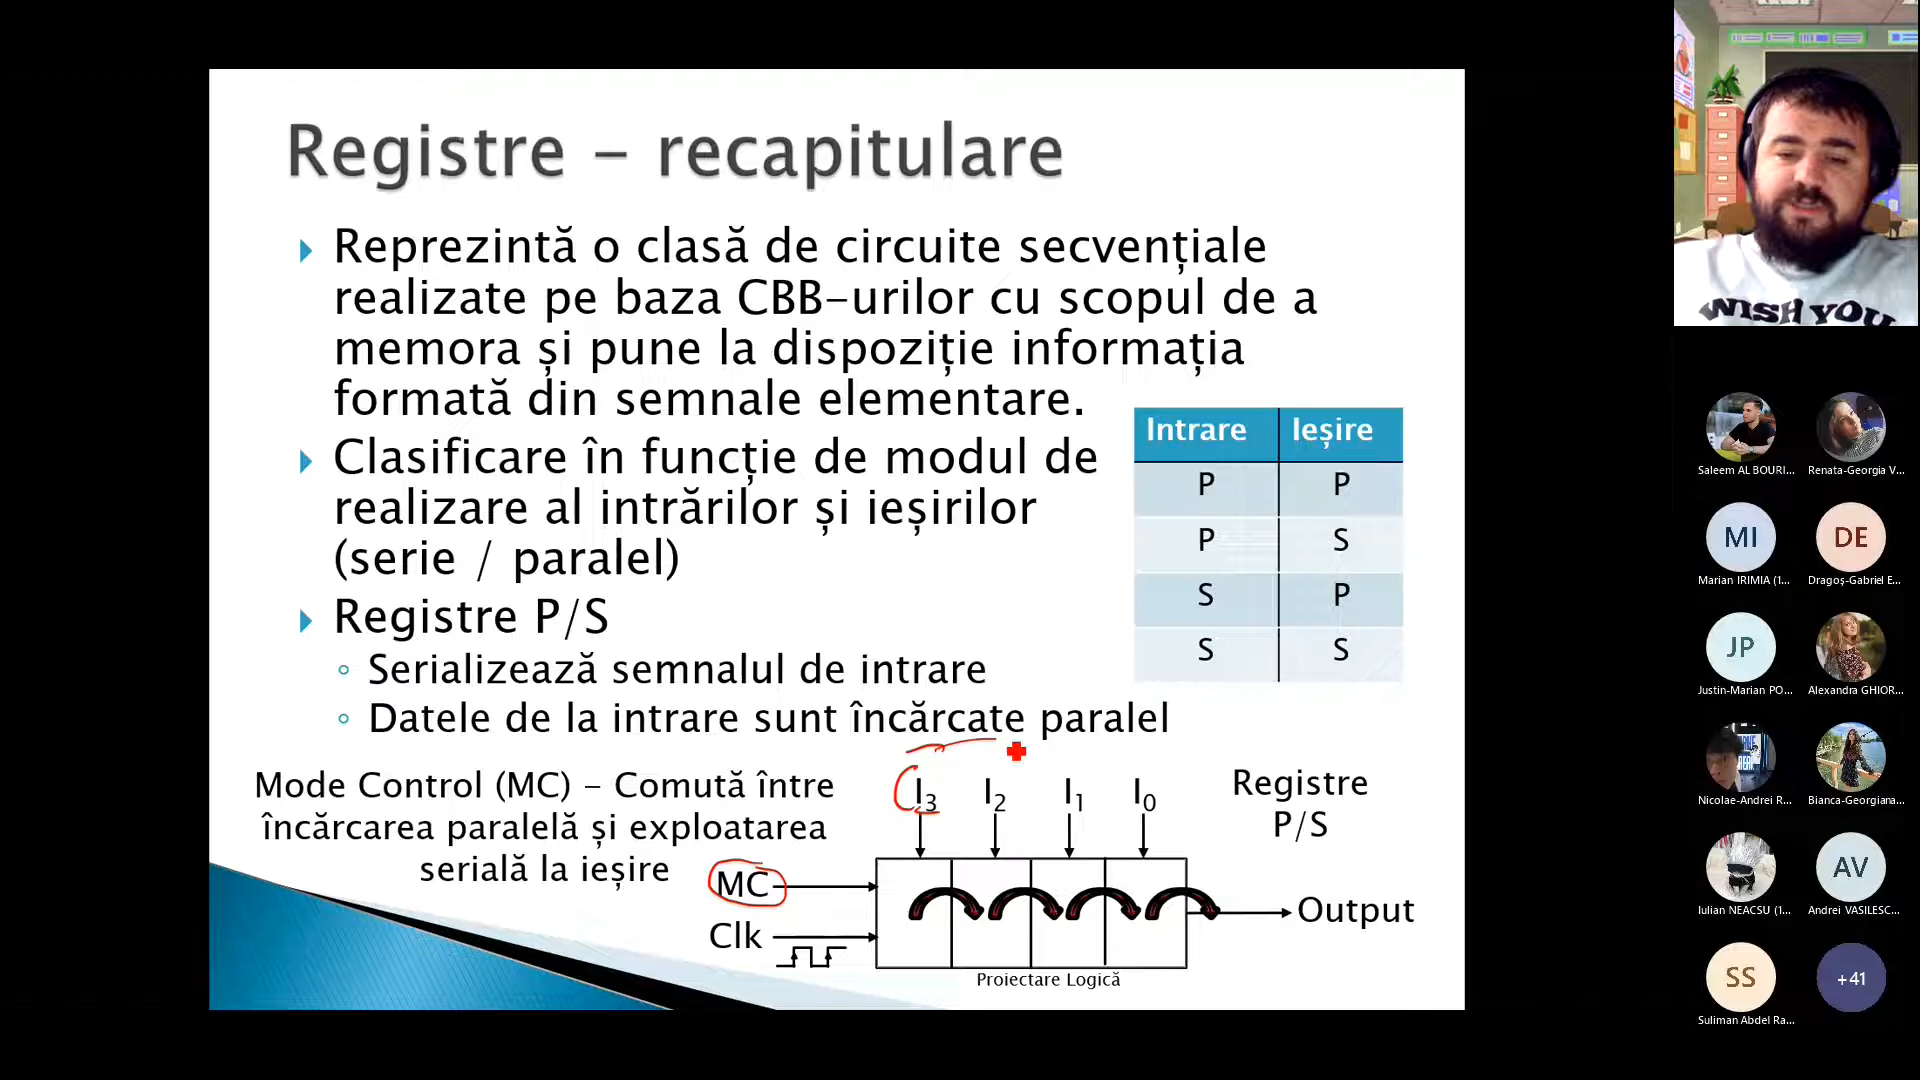 Registre – recapitulare
Reprezintă o clasă de circuite secvențiale
realizate pe baza CBB-urilor cu scopul de a
memora și pune la dispoziție informația
formată din semnale elementare.
Clasificare în funcție de modul de
realizare al intrărilor și ieșirilor
(serie / paralel)
Intrare Ieșire
P P
P S
S P
S S
Registre P/S
Serializează semnalul de intrare
Datele de la intrare sunt încărcate paralel
Mode Control (MC) – Comută între
încărcarea paralelă și exploatarea
serială la ieșire
I3 I2 I1 I0
Registre
P/S
MC
Clk
Output
Proiectare Logică
WISH YOU
Saleem AL BOURI...
Renata-Georgia V...
MI
Marian IRIMIA (1...
DE
Dragoș-Gabriel E...
JP
Justin-Marian PO...
Alexandra GHIOR...
Nicolae-Andrei R...
Bianca-Georgiana...
Iulian NEACSU (1...
AV
Andrei VASILESC...
SS
Suliman Abdel Ra...
+41